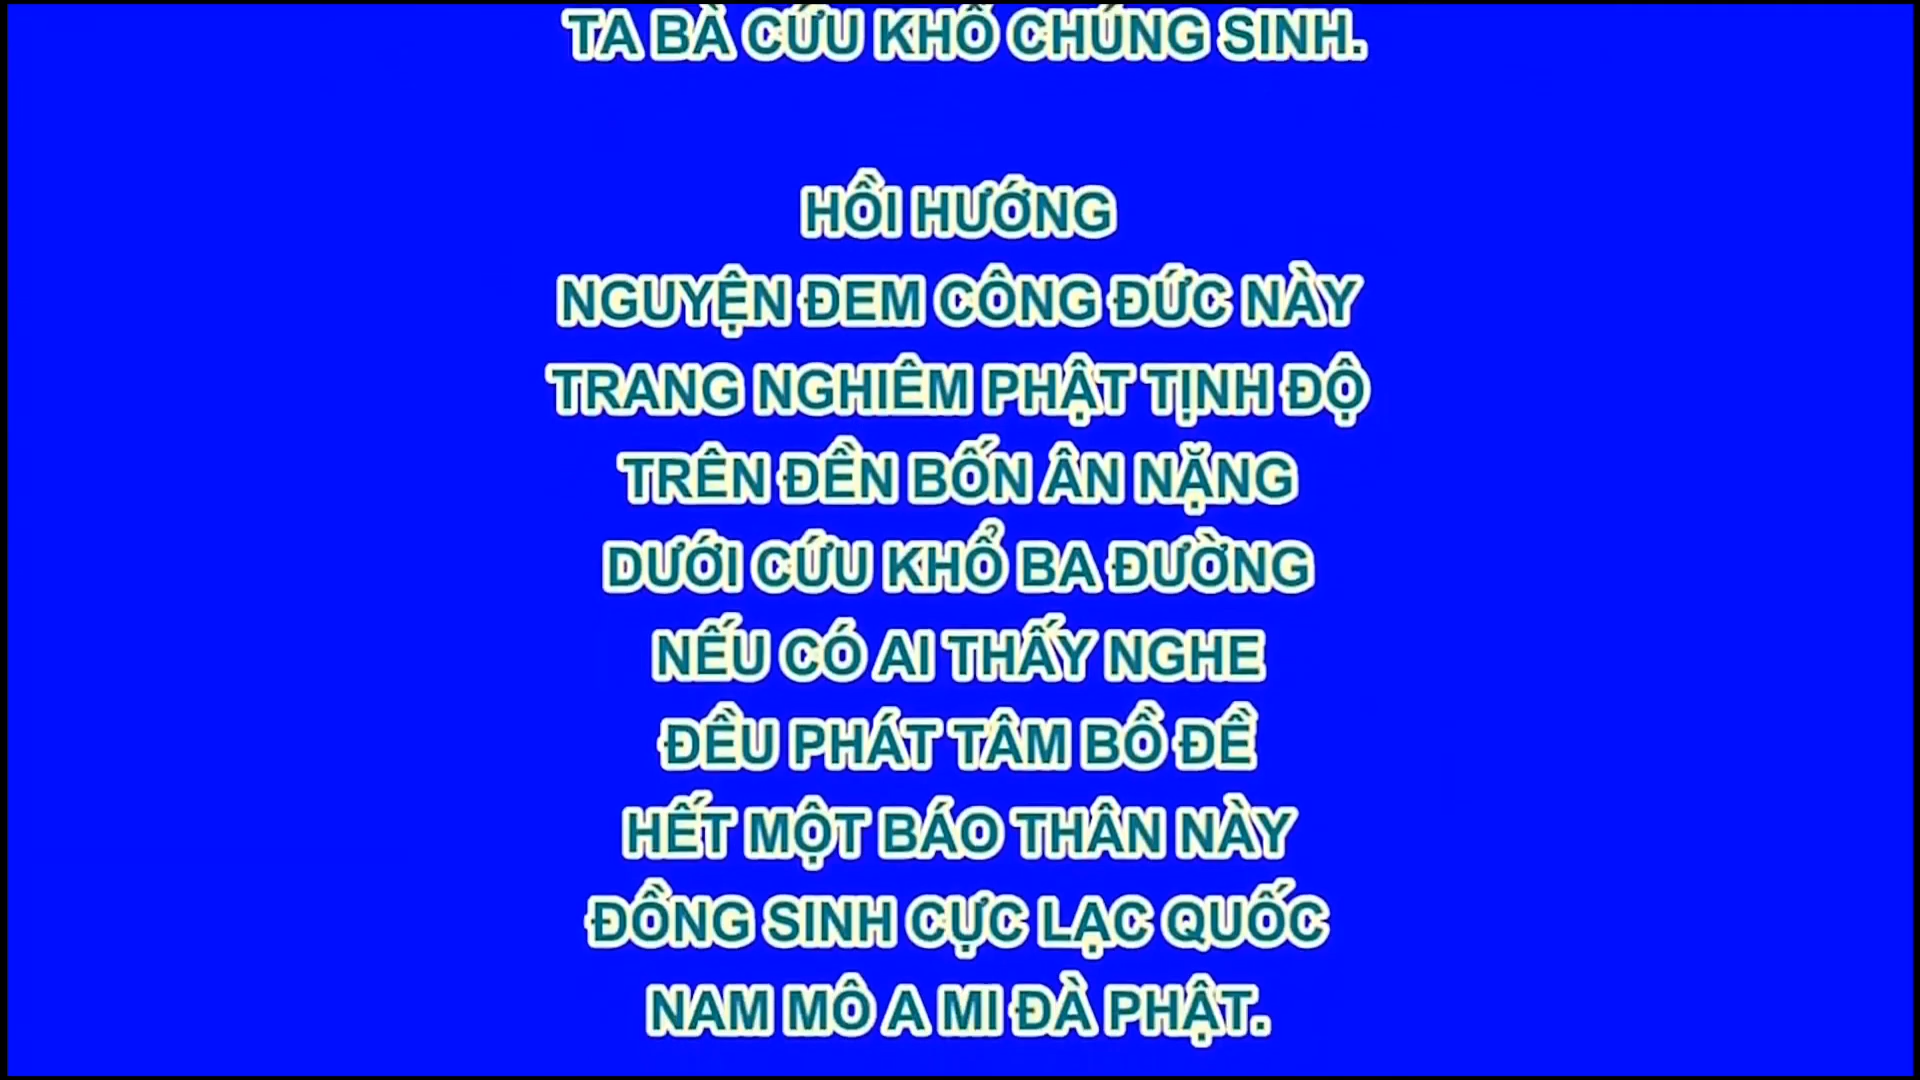 TA BÀ CỨU KHỔ CHÚNG SINH.
HỒI HƯỚNG
NGUYỆN ĐEM CÔNG ĐỨC NÀY
TRANG NGHIÊM PHẬT TỊNH ĐỘ
TRÊN ĐỀN BỐN ÂN NẶNG
DƯỚI CỨU KHỔ BA ĐƯỜNG
NẾU CÓ AI THẤY NGHE
ĐỀU PHÁT TÂM BỒ ĐỀ
HẾT MỘT BÁO THÂN NÀY
ĐỒNG SINH CỰC LẠC QUỐC
NAM MÔ A MI ĐÀ PHẬT.